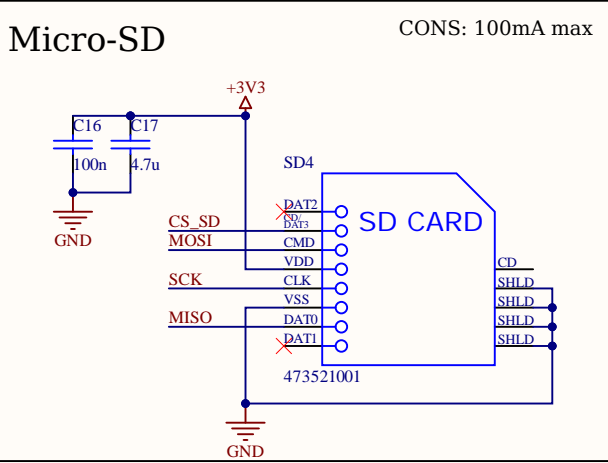 Micro-SD
CONS: 100mA max
+3V3
C16
C17
100n
4.7u
GND
SD4
SD CARD
DAT2
CS_SD
CD/
DAT3
MOSI
CMD
VDD
CD
SCK
CLK
SHLD
VSS
SHLD
MISO
DAT0
SHLD
DAT1
SHLD
473521001
GND